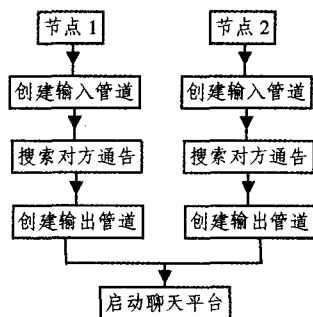 节点 1
节点 2
创建输入管道
创建输入管道
搜索对方通告
搜索对方通告
创建输出管道
创建输出管道
启动聊天平台